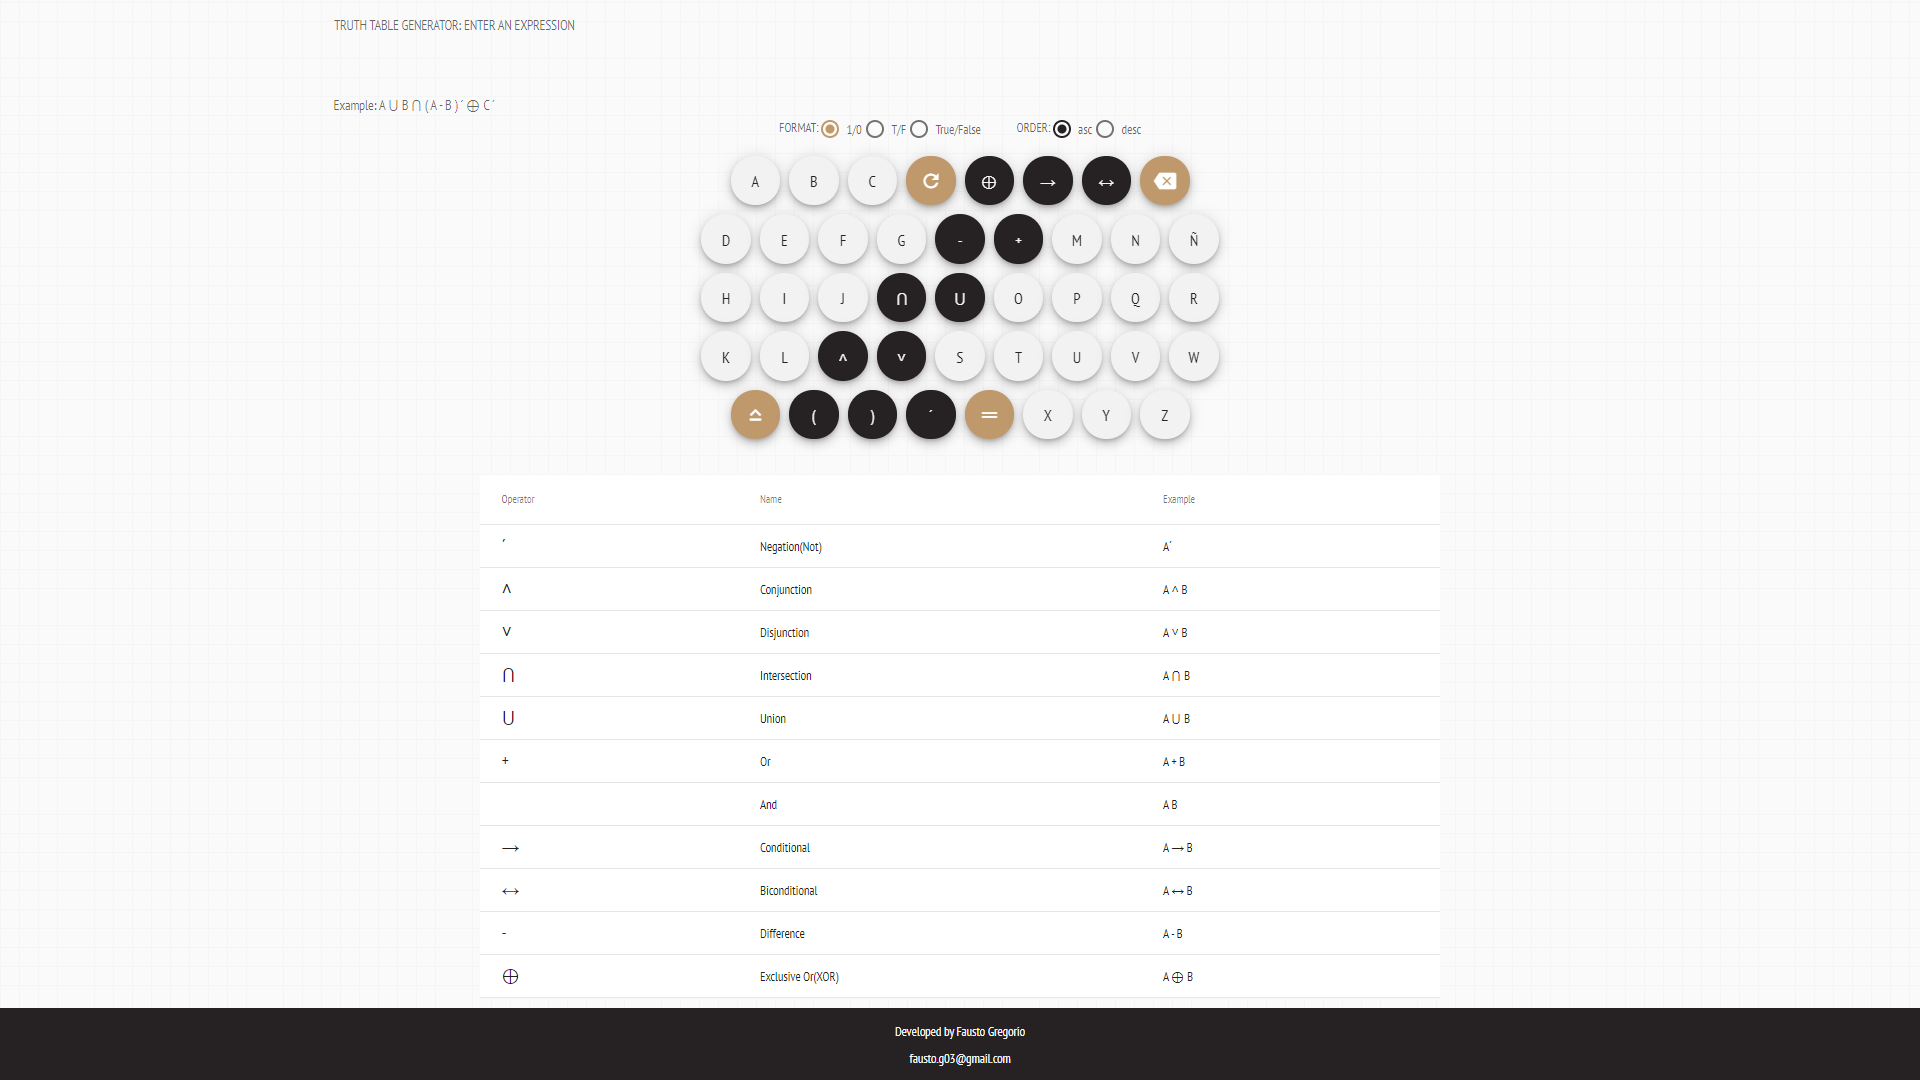 TRUTH TABLE GENERATOR: ENTER AN EXPRESSION
Example: A ⋃ B ⋂ ( A - B ) ´ ⨁ C ´
FORMAT: 1/0 T/F True/False ORDER: asc desc
A B C ⨁ → ↔
D E F G - + M N Ñ
H I J ⋂ ⋃ O P Q R
K L ˄ ˅ S T U V W
( ) ´ = X Y Z
Operator Name Example
´ Negation(Not) A´
˄ Conjunction A ˄ B
˅ Disjunction A ˅ B
⋂ Intersection A ⋂ B
⋃ Union A ⋃ B
+ Or A + B
And A B
→ Conditional A → B
↔ Biconditional A ↔ B
- Difference A - B
⨁ Exclusive Or(XOR) A ⨁ B
Developed by Fausto Gregorio
fausto.g03@gmail.com